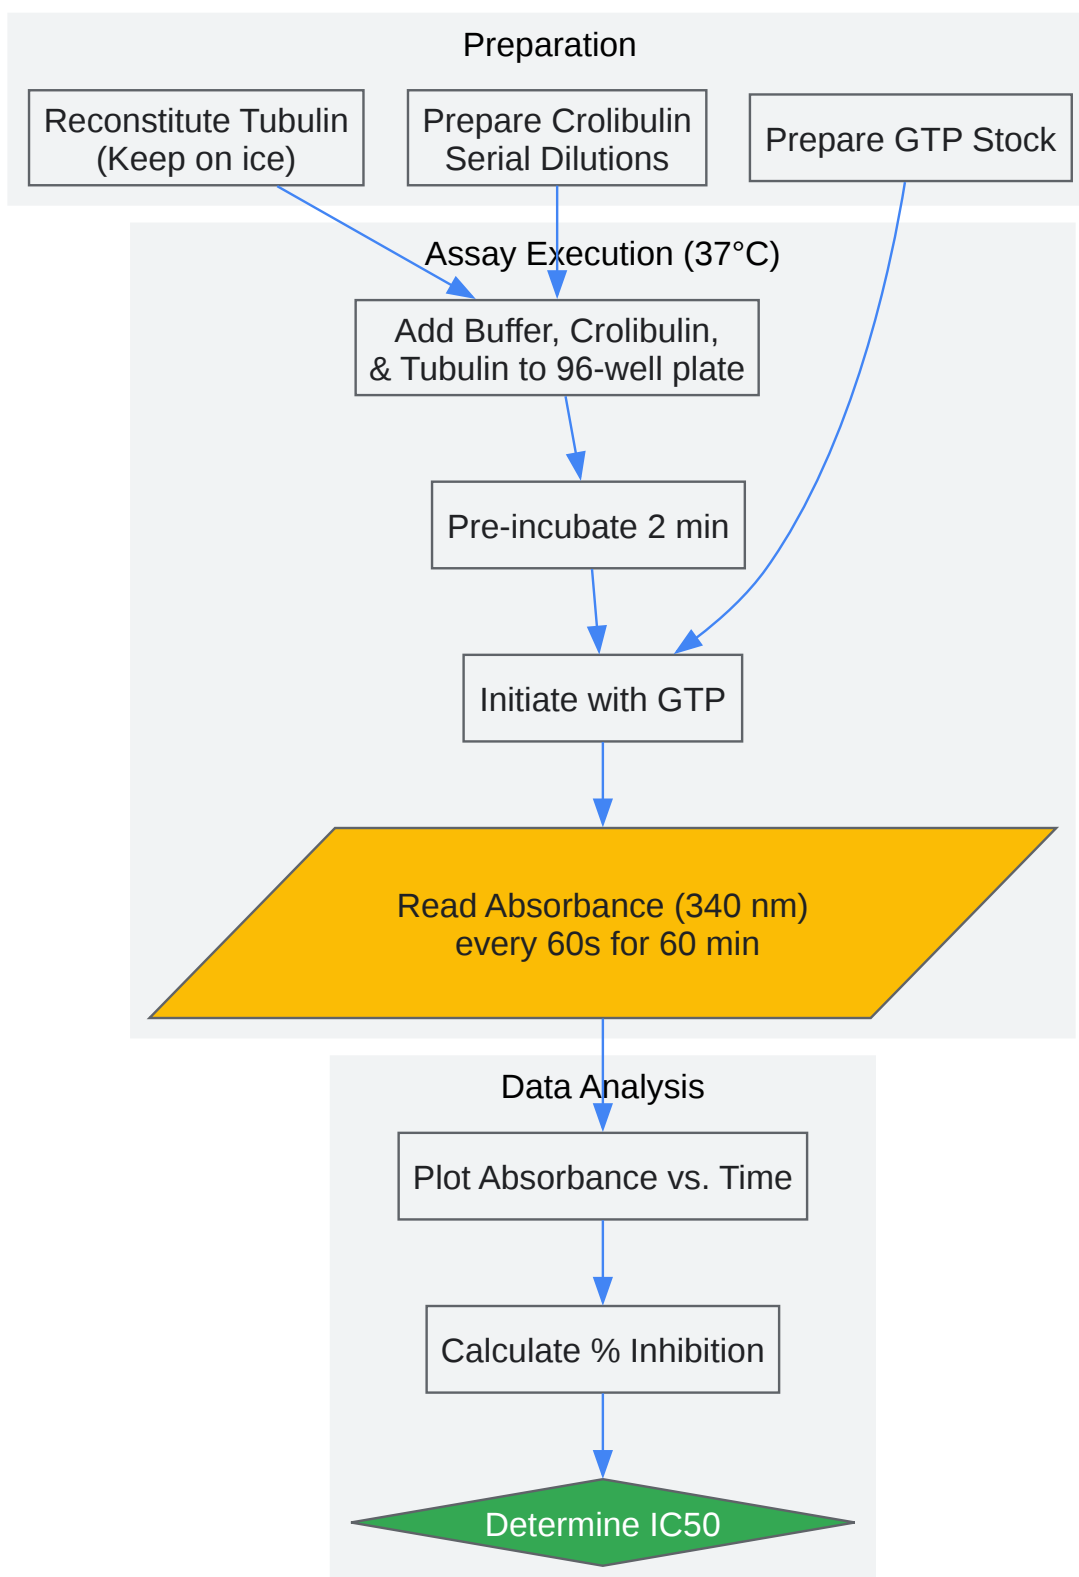 Preparation
Reconstitute Tubulin
(Keep on ice)
Prepare Crolibulin
Serial Dilutions
Prepare GTP Stock
Assay Execution (37°C)
Add Buffer, Crolibulin,
& Tubulin to 96-well plate
Pre-incubate 2 min
Initiate with GTP
Read Absorbance (340 nm)
every 60s for 60 min
Data Analysis
Plot Absorbance vs. Time
Calculate % Inhibition
Determine IC50